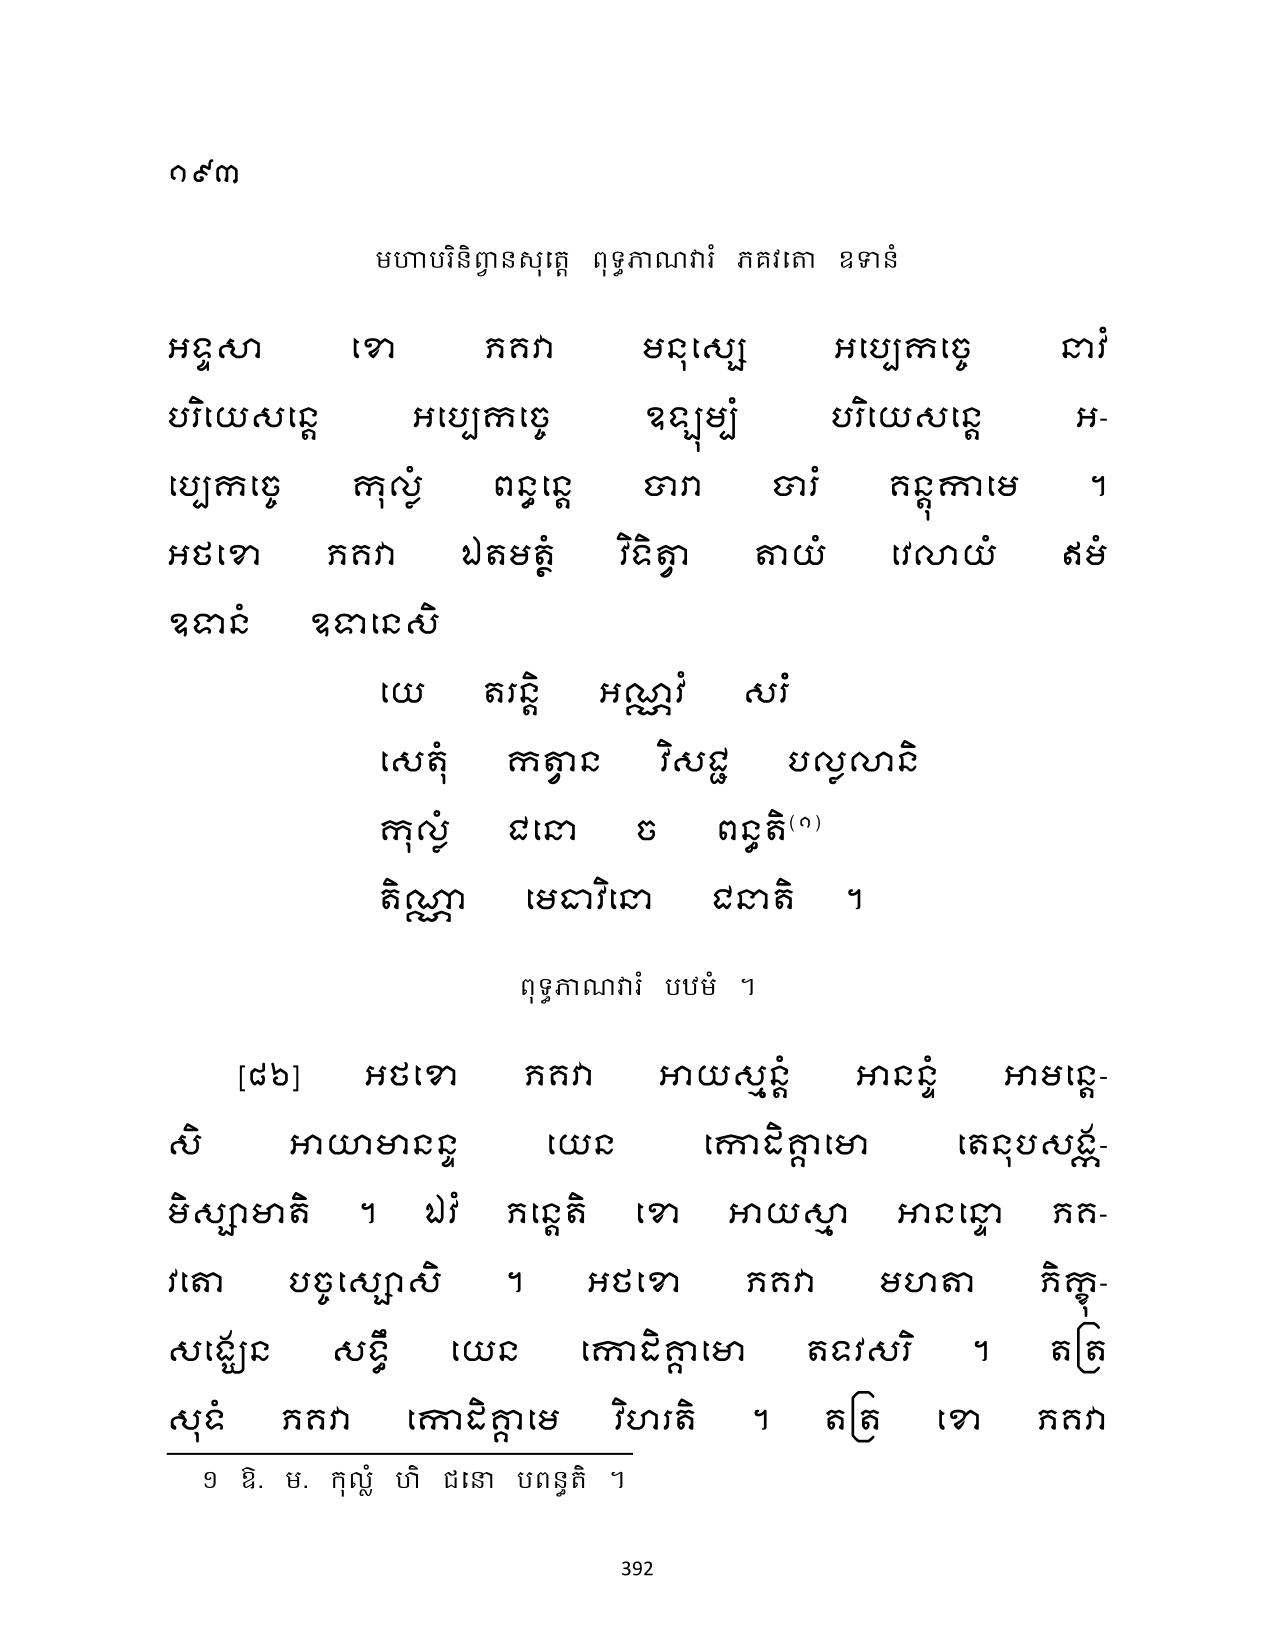 ១៩៣
មហាបរិនិព្វានសុត្តេ ពុទ្ធភាណវារំ ភគវតោ ឧទានំ
អទ្ទសា ខោ ភគវា មនុស្សេ អប្បេកច្ចេ នាវំ
បរិយេសន្តេ អប្បេកច្ចេ ឧឡុម្បំ បរិយេសន្តេ អ-
ប្បេកច្ចេ កុល្លំ ពន្ធន្តេ បារា បារំ គន្តុកាមេ ។
អថខោ ភគវា ឯតមត្ថំ វិទិត្វា តាយំ វេលាយំ ឥមំ
ឧទានំ ឧទានេសិ
យេ តរន្តិ អណ្ណវំ សរំ
សេតុំ កត្វាន វិសជ្ជ បល្លលានិ
កុល្លំ ជនោ ច ពន្ធតិ(១)
តិណ្ណា មេធាវិនោ ជនាតិ ។
ពុទ្ធភាណវារំ បឋមំ ។
[៨៦] អថខោ ភគវា អាយស្មន្តំ អានន្ទំ អាមន្តេ-
សិ អាយាមានន្ទ យេន កោដិគ្គាមោ តេនុបសង្ក-
មិស្សាមាតិ ។ ឯវំ ភន្តេតិ ខោ អាយស្មា អានន្ទោ ភគ-
វតោ បច្ចស្សោសិ ។ អថខោ ភគវា មហតា ភិក្ខុ-
សង្ឃេន សទ្ធឹ យេន កោដិគ្គាមោ តទវសរិ ។ តត្រ
សុទំ ភគវា កោដិគ្គាមេ វិហរតិ ។ តត្រ ខោ ភគវា
១ ឱ. ម. កុល្លំ ហិ ជនោ បពន្ធតិ ។
392